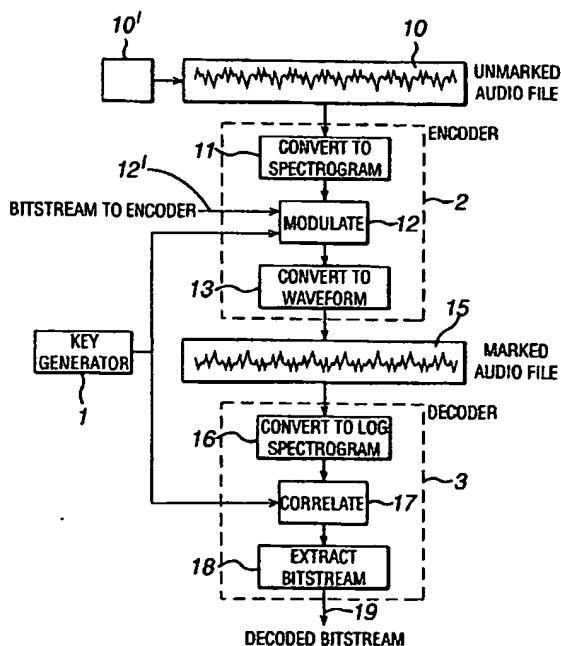 10'
10
UNMARKED
AUDIO FILE
ENCODER
11
CONVERT TO
SPECTROGRAM
12'
BITSTREAM TO ENCODER
MODULATE
12
2
13
CONVERT TO
WAVEFORM
15
KEY
GENERATOR
1
MARKED
AUDIO FILE
DECODER
16
CONVERT TO LOG
SPECTROGRAM
3
CORRELATE
17
18
EXTRACT
BITSTREAM
19
DECODED BITSTREAM